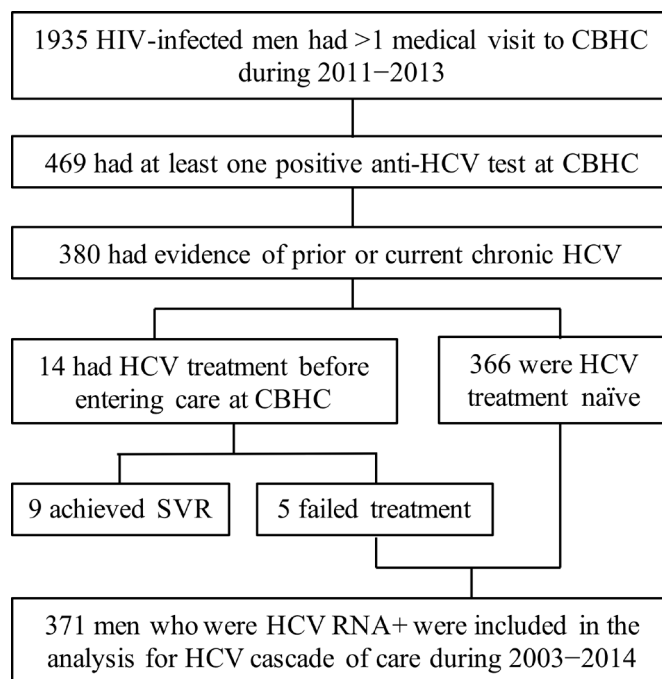 1935 HIV-infected men had >1 medical visit to CBHC
during 2011−2013
469 had at least one positive anti-HCV test at CBHC
380 had evidence of prior or current chronic HCV
14 had HCV treatment before
entering care at CBHC
366 were HCV
treatment naïve
9 achieved SVR
5 failed treatment
371 men who were HCV RNA+ were included in the
analysis for HCV cascade of care during 2003−2014